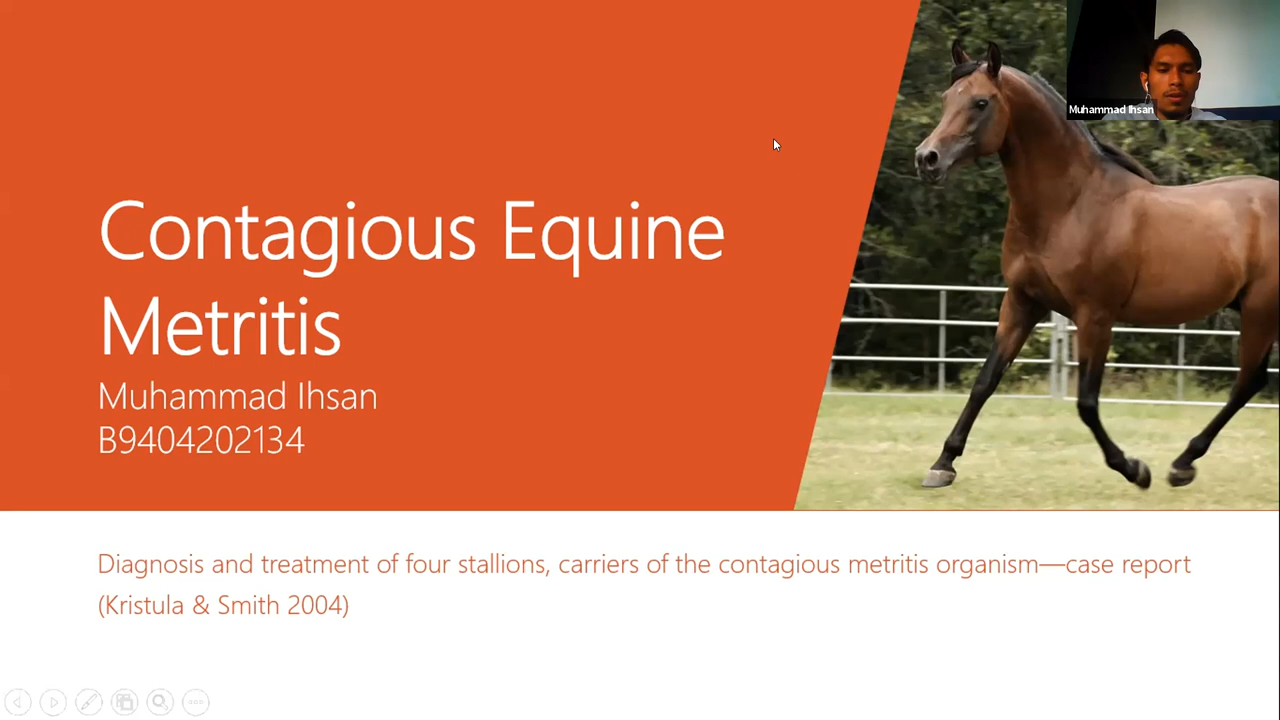 Muhammad Ihsan
Contagious Equine
Metritis
Muhammad Ihsan
B9404202134
Diagnosis and treatment of four stallions, carriers of the contagious metritis organism—case report
(Kristula & Smith 2004)